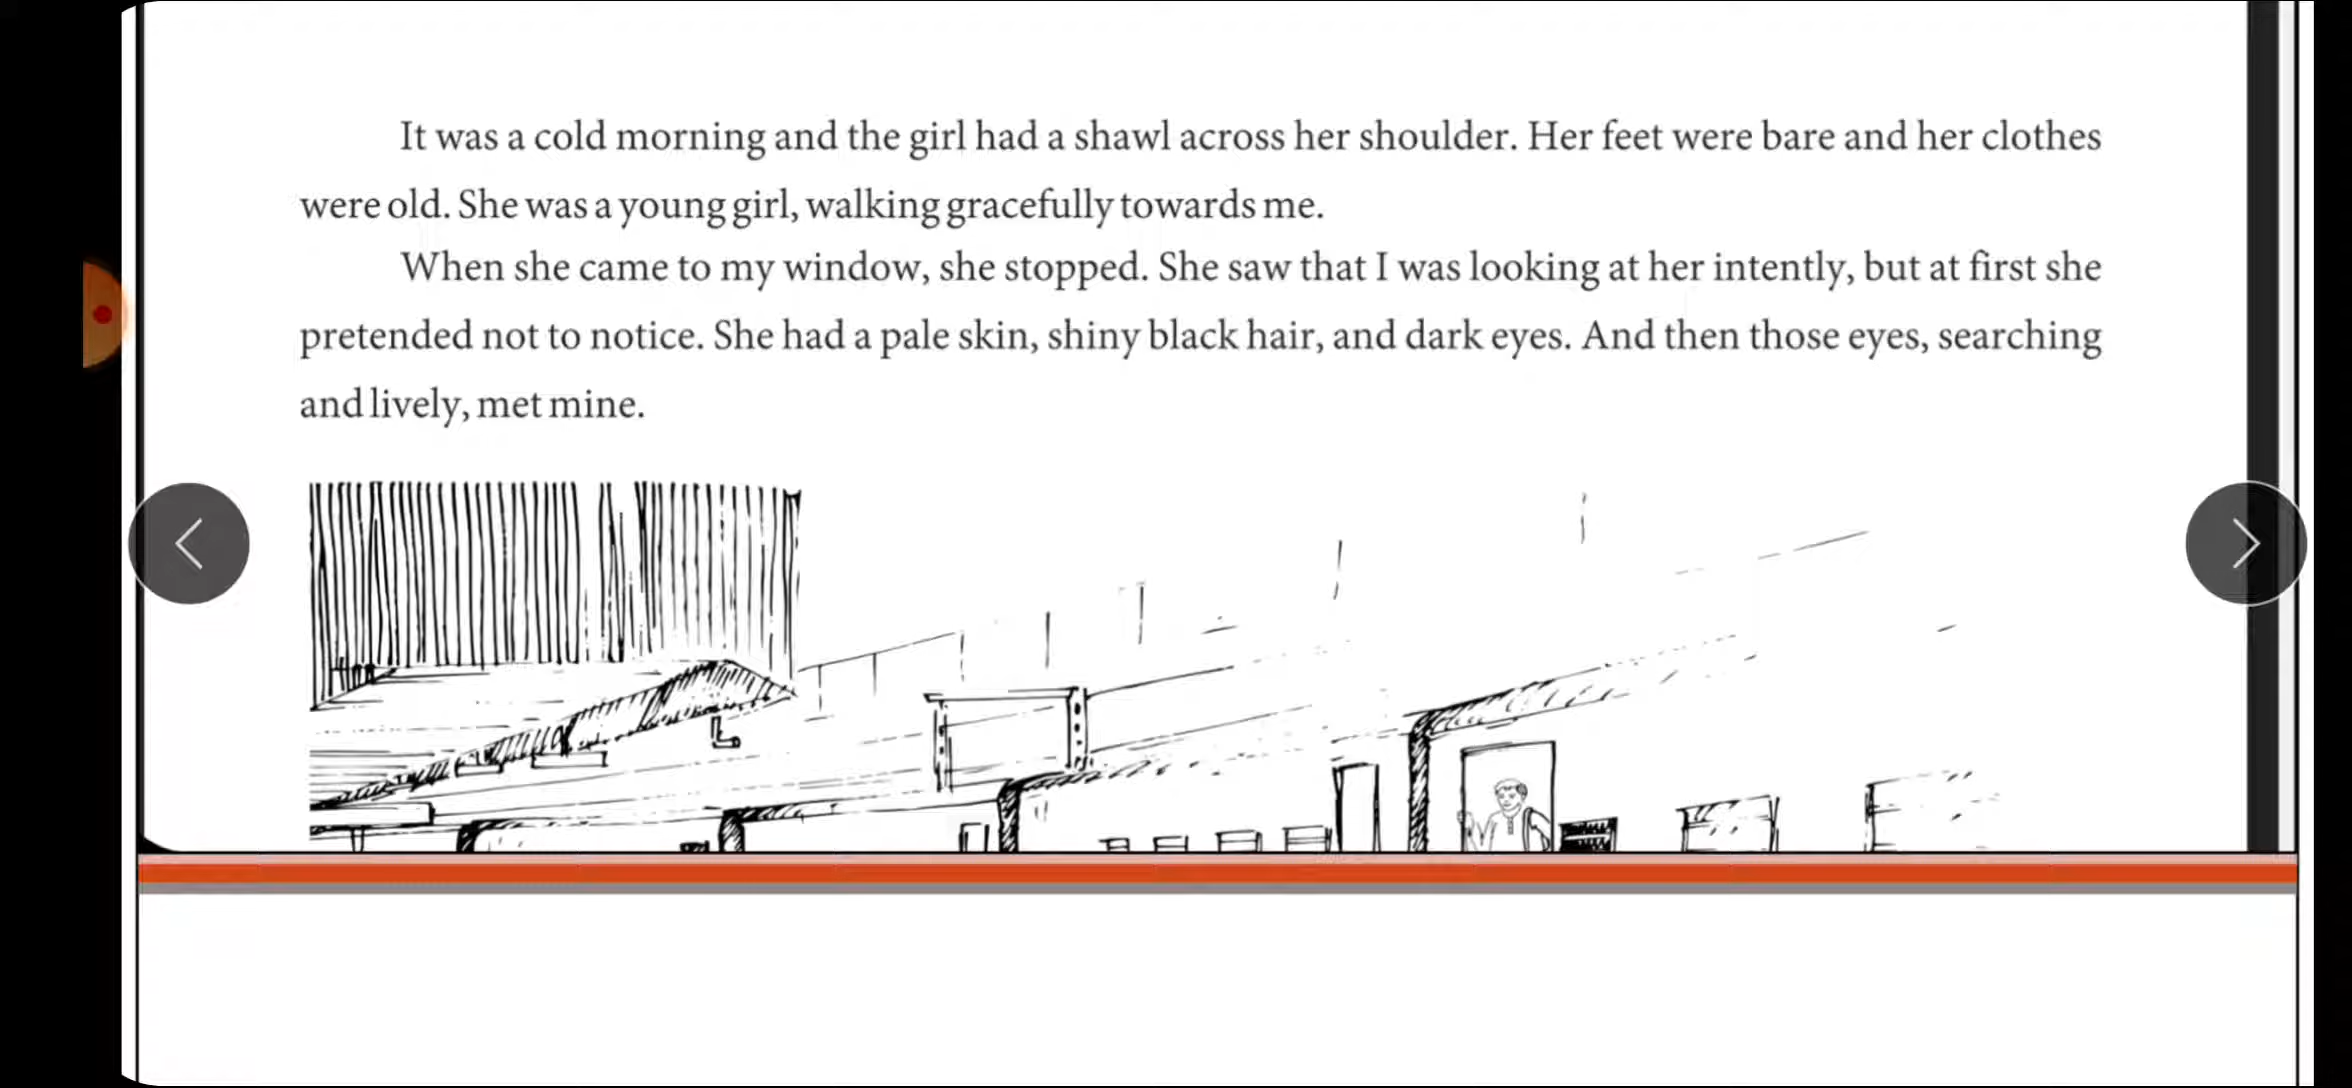 It was a cold morning and the girl had a shawl across her shoulder. Her feet were bare and her clothes
were old. She was a young girl, walking gracefully towards me.
When she came to my window, she stopped. She saw that I was looking at her intently, but at first she
pretended not to notice. She had a pale skin, shiny black hair, and dark eyes. And then those eyes, searching
and lively, met mine.